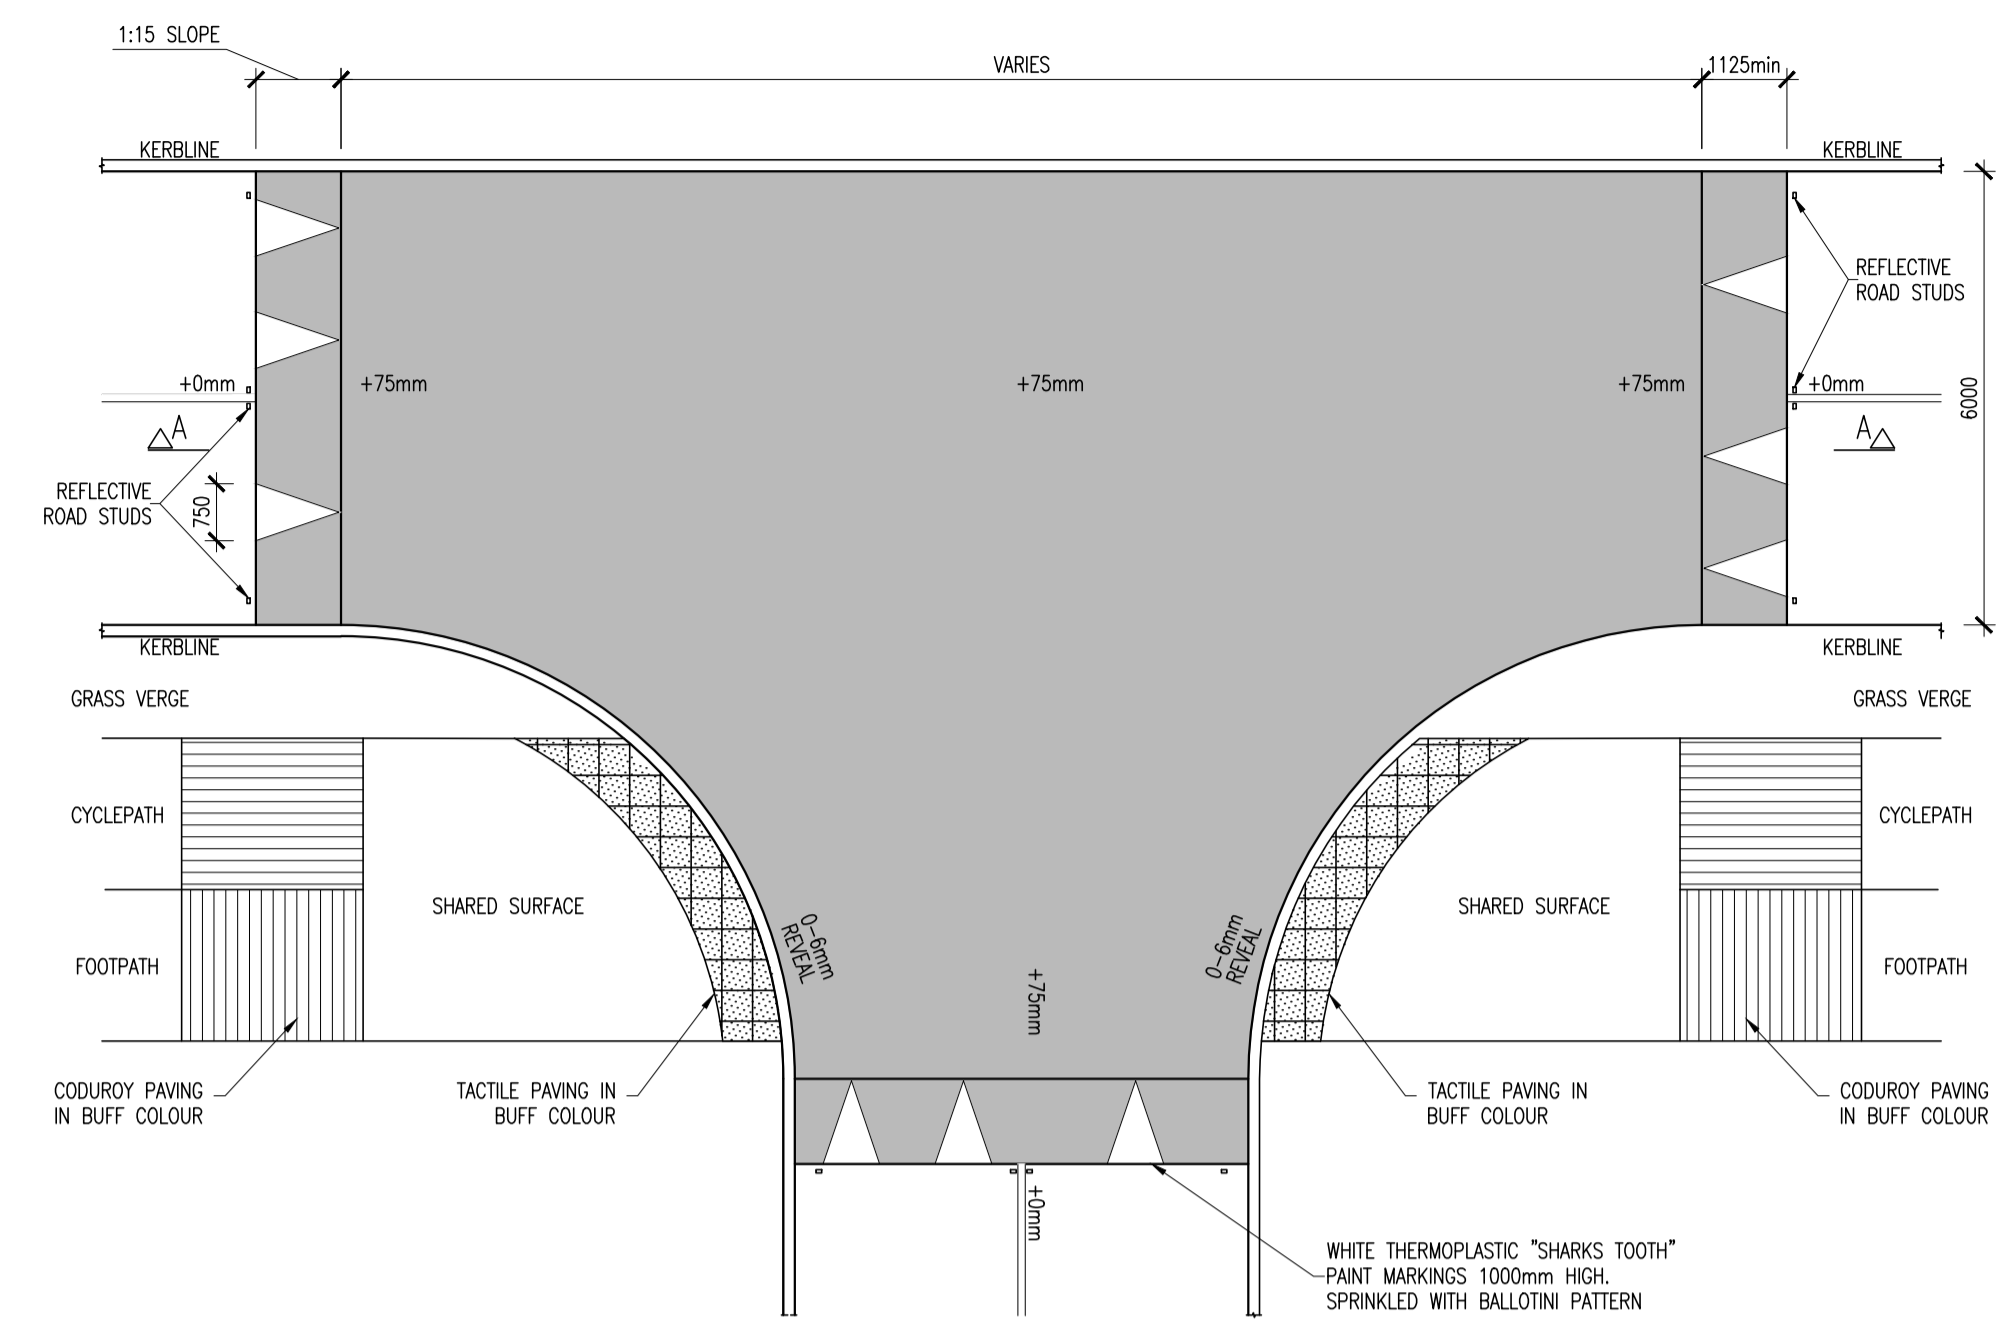 1:15 SLOPE
VARIES
1125min
KERBLINE
KERBLINE
REFLECTIVE
ROAD STUDS
+0mm
+75mm
+75mm
+75mm
+0mm
6000
A
A
REFLECTIVE
ROAD STUDS
750
KERBLINE
KERBLINE
GRASS VERGE
GRASS VERGE
CYCLEPATH
CYCLEPATH
SHARED SURFACE
SHARED SURFACE
0-6mm
REVEAL
0-6mm
REVEAL
FOOTPATH
FOOTPATH
+75mm
CODUROY PAVING
IN BUFF COLOUR
TACTILE PAVING IN
BUFF COLOUR
TACTILE PAVING IN
BUFF COLOUR
CODUROY PAVING
IN BUFF COLOUR
+0mm
WHITE THERMOPLASTIC "SHARKS TOOTH"
PAINT MARKINGS 1000mm HIGH.
SPRINKLED WITH BALLOTINI PATTERN